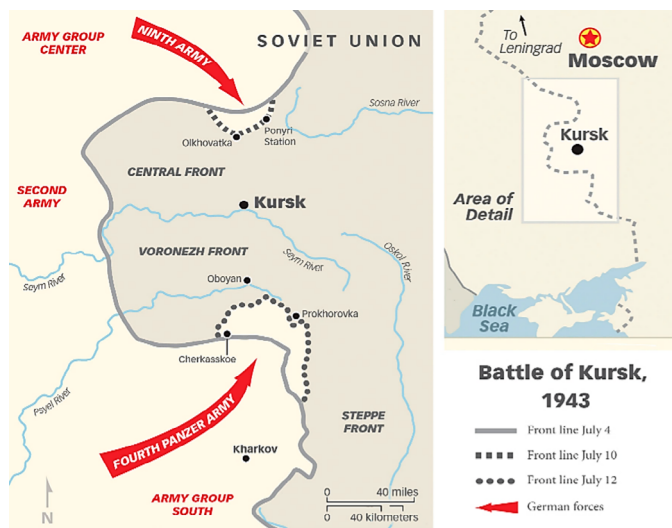 ARMY GROUP
CENTER
NINTH ARMY
SOVIET UNION
Sosna River
Ponyri
Station
Olkhovatka
CENTRAL FRONT
SECOND
ARMY
Kursk
VORONEZH FRONT
Seym River
Oskol River
Seym River
Oboyan
Prokhorovka
Cherkasskoe
Psyel River
STEPPE
FRONT
FOURTH PANZER ARMY
Kharkov
ARMY GROUP
SOUTH
N
0 40 miles
0 40 kilometers
To
Leningrad
Moscow
Kursk
Area of
Detail
Black
Sea
Battle of Kursk,
1943
Front line July 4
Front line July 10
Front line July 12
German forces